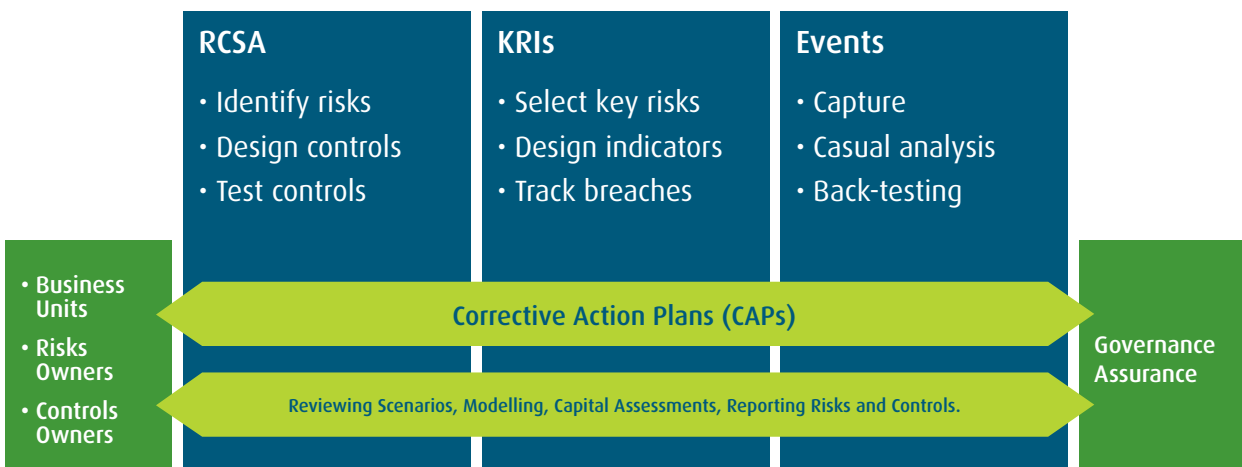 RCSA
• Identify risks
• Design controls
• Test controls
KRIs
• Select key risks
• Design indicators
• Track breaches
Events
• Capture
• Casual analysis
• Back-testing
• Business
Units
• Risks
Owners
• Controls
Owners
Corrective Action Plans (CAPs)
Reviewing Scenarios, Modelling, Capital Assessments, Reporting Risks and Controls.
Governance
Assurance